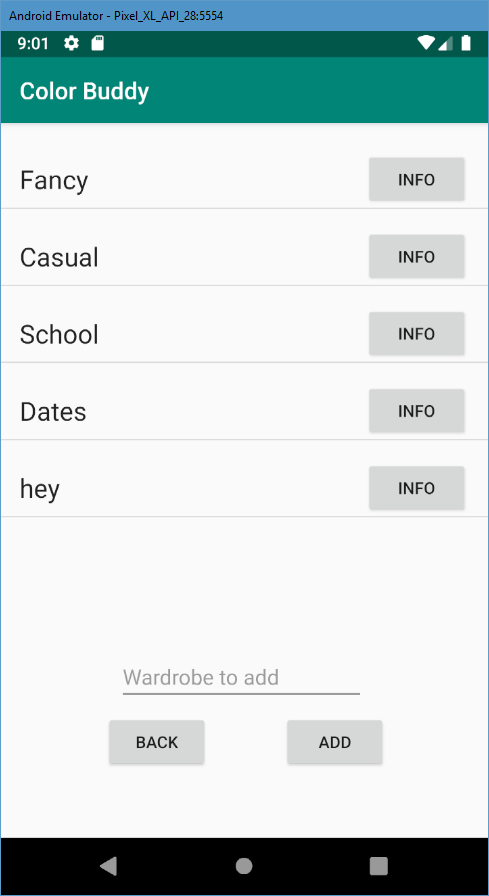 Android Emulator - Pixel_XL_API_28:5554
9:01
Color Buddy
Fancy INFO
Casual INFO
School INFO
Dates INFO
hey INFO
Wardrobe to add
BACK ADD